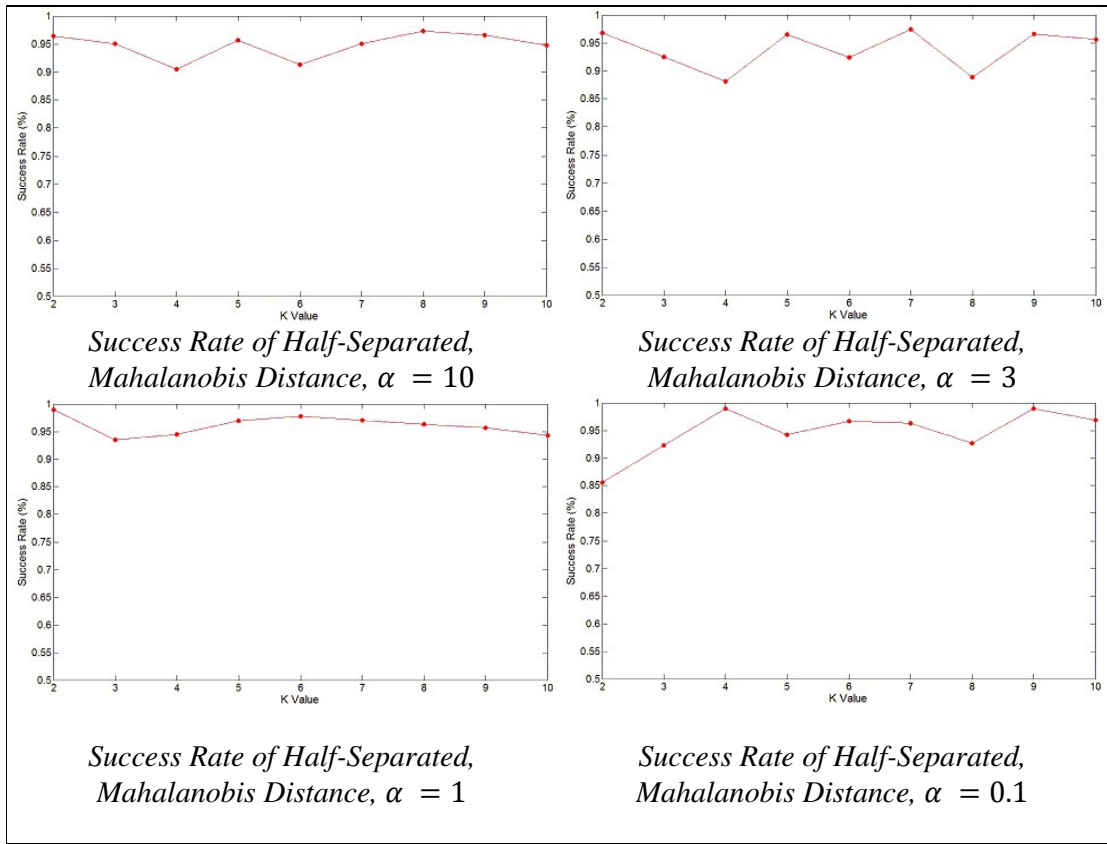 1
0.95
0.9
0.85
0.8
0.75
0.7
0.65
0.6
0.55
0.5
Success Rate (%)
2 3 4 5 6 7 8 9 10
K Value
Success Rate of Half-Separated,
Mahalanobis Distance, α = 10
1
0.95
0.9
0.85
0.8
0.75
0.7
0.65
0.6
0.55
0.5
Success Rate (%)
2 3 4 5 6 7 8 9 10
K Value
Success Rate of Half-Separated,
Mahalanobis Distance, α = 3
1
0.95
0.9
0.85
0.8
0.75
0.7
0.65
0.6
0.55
0.5
Success Rate (%)
2 3 4 5 6 7 8 9 10
K Value
Success Rate of Half-Separated,
Mahalanobis Distance, α = 1
1
0.95
0.9
0.85
0.8
0.75
0.7
0.65
0.6
0.55
0.5
Success Rate (%)
2 3 4 5 6 7 8 9 10
K Value
Success Rate of Half-Separated,
Mahalanobis Distance, α = 0.1